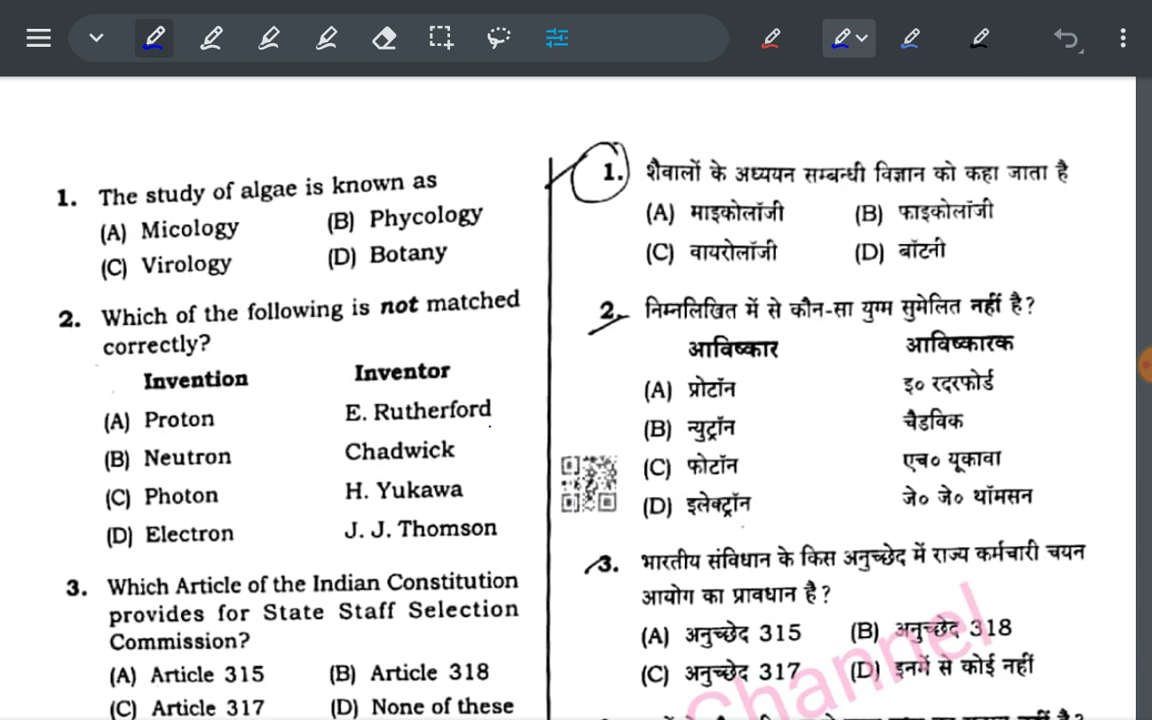 1. The study of algae is known as
(A) Micology (B) Phycology
(C) Virology (D) Botany
2. Which of the following is not matched
correctly?
Invention Inventor
(A) Proton E. Rutherford
(B) Neutron Chadwick
(C) Photon H. Yukawa
(D) Electron J. J. Thomson
3. Which Article of the Indian Constitution
provides for State Staff Selection
Commission?
(A) Article 315 (B) Article 318
(C) Article 317 (D) None of these
1. शैवालों के अध्ययन सम्बन्धी विज्ञान को कहा जाता है
(A) माइकोलॉजी (B) फाइकोलॉजी
(C) वायरोलॉजी (D) बॉटनी
2. निम्नलिखित में से कौन-सा युग्म सुमेलित नहीं है?
आविष्कार आविष्कारक
(A) प्रोटॉन इ० रदरफोर्ड
(B) न्युट्रॉन चैडविक
(C) फोटॉन एच० यूकावा
(D) इलेक्ट्रॉन जे० जे० थॉमसन
3. भारतीय संविधान के किस अनुच्छेद में राज्य कर्मचारी चयन
आयोग का प्रावधान है?
(A) अनुच्छेद 315 (B) अनुच्छेद 318
(C) अनुच्छेद 317 (D) इनमें से कोई नहीं
Channel